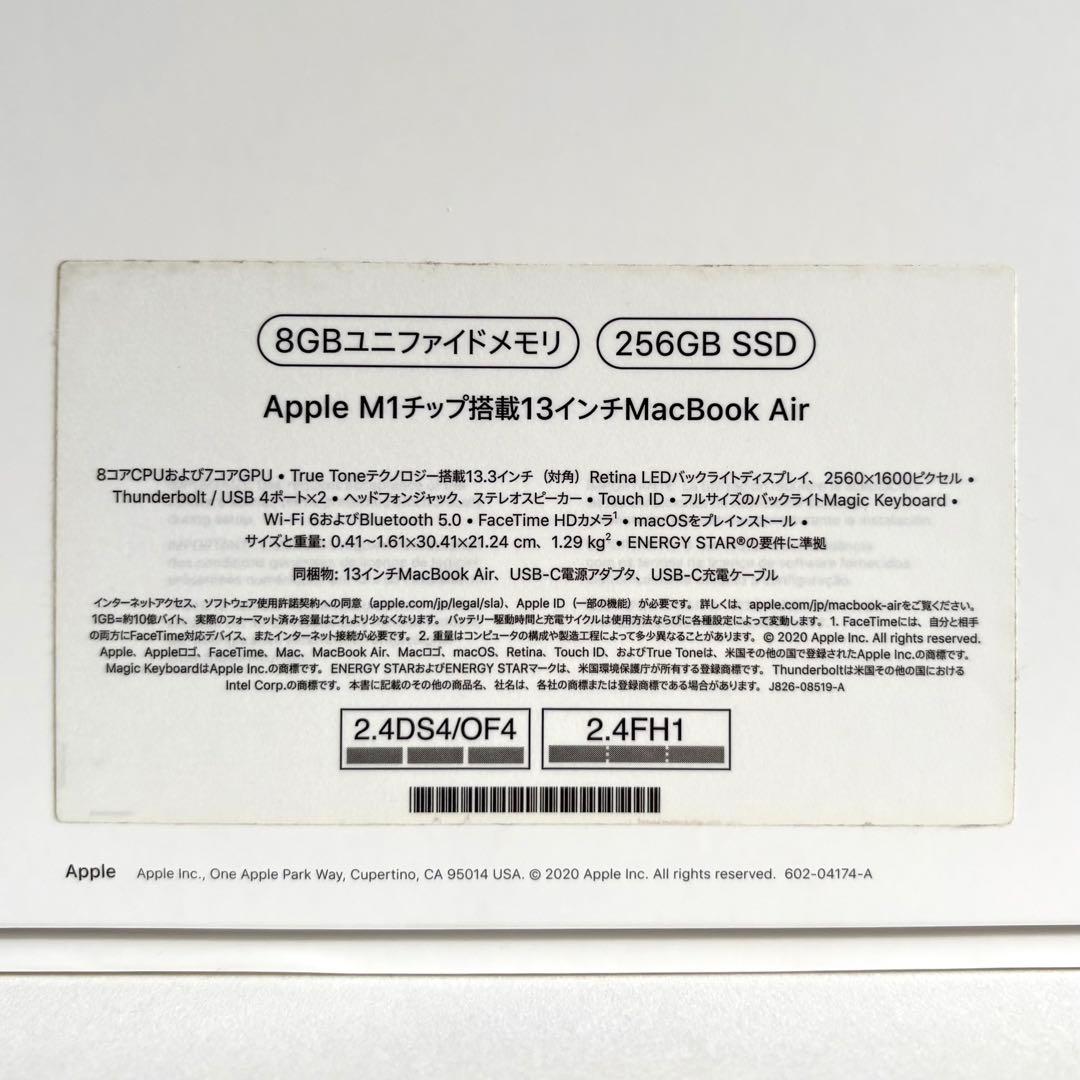 8GBユニファイドメモリ 256GB SSD
Apple M1チップ搭載13インチMacBook Air
8コアCPUおよび7コアGPU • True Toneテクノロジー搭載13.3インチ（対角）Retina LEDバックライトディスプレイ、2560×1600ピクセル •
Thunderbolt / USB 4ポート×2 • ヘッドフォンジャック、ステレオスピーカー • Touch ID • フルサイズのバックライトMagic Keyboard •
Wi-Fi 6およびBluetooth 5.0 • FaceTime HDカメラ¹ • macOSをプレインストール •
サイズと重量: 0.41〜1.61×30.41×21.24 cm、1.29 kg² • ENERGY STAR®の要件に準拠
同梱物: 13インチMacBook Air、USB-C電源アダプタ、USB-C充電ケーブル
インターネットアクセス、ソフトウェア使用許諾契約への同意（apple.com/jp/legal/sla）、Apple ID（一部の機能）が必要です。詳しくは、apple.com/jp/macbook-airをご覧ください。
1GB=約10億バイト、実際のフォーマット済み容量はこれより少なくなります。バッテリー駆動時間と充電サイクルは使用方法ならびに各種設定によって変動します。1. FaceTimeには、自分と相手
の両方にFaceTime対応デバイス、またインターネット接続が必要です。2. 重量はコンピュータの構成や製造工程によって多少異なることがあります。© 2020 Apple Inc. All rights reserved.
Apple、Appleロゴ、FaceTime、Mac、MacBook Air、Macロゴ、macOS、Retina、Touch ID、およびTrue Toneは、米国その他の国で登録されたApple Inc.の商標です。
Magic KeyboardはApple Inc.の商標です。ENERGY STARおよびENERGY STARマークは、米国環境保護庁が所有する登録商標です。Thunderboltは米国その他の国における
Intel Corp.の商標です。本書に記載のその他の商品名、社名は、各社の商標または登録商標である場合があります。J826-08519-A
2.4DS4/OF4 2.4FH1
Apple Apple Inc., One Apple Park Way, Cupertino, CA 95014 USA. © 2020 Apple Inc. All rights reserved. 602-04174-A